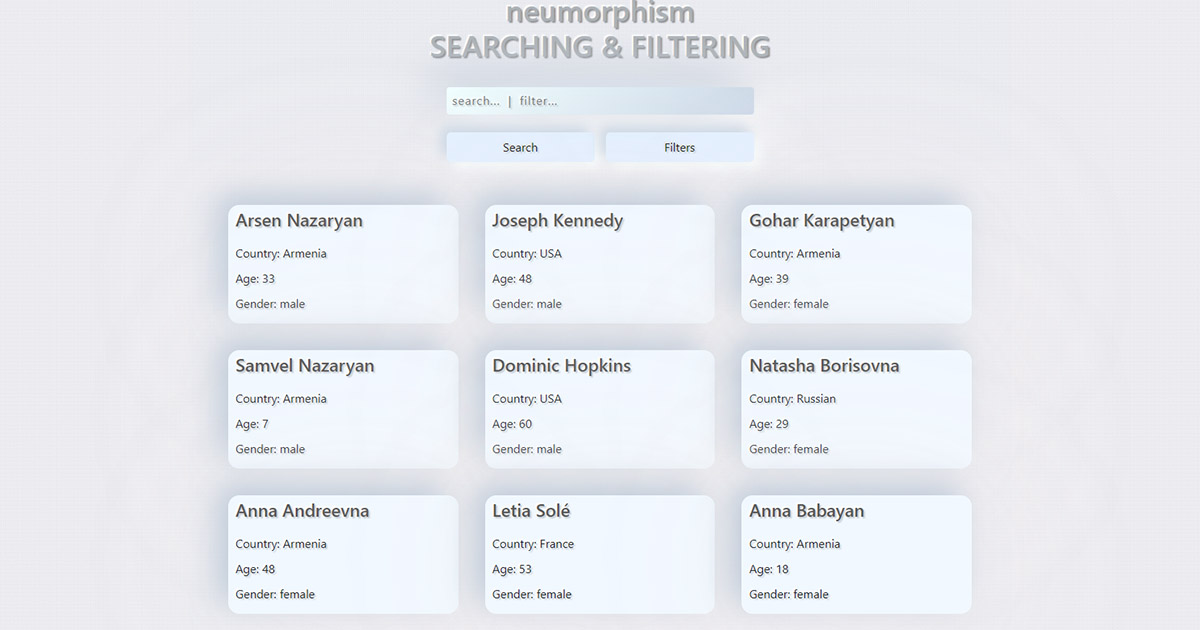 neumorphism
SEARCHING & FILTERING
search... | filter...
Search
Filters
Arsen Nazaryan
Country: Armenia
Age: 33
Gender: male
Joseph Kennedy
Country: USA
Age: 48
Gender: male
Gohar Karapetyan
Country: Armenia
Age: 39
Gender: female
Samvel Nazaryan
Country: Armenia
Age: 7
Gender: male
Dominic Hopkins
Country: USA
Age: 60
Gender: male
Natasha Borisovna
Country: Russian
Age: 29
Gender: female
Anna Andreevna
Country: Armenia
Age: 48
Gender: female
Letia Solé
Country: France
Age: 53
Gender: female
Anna Babayan
Country: Armenia
Age: 18
Gender: female